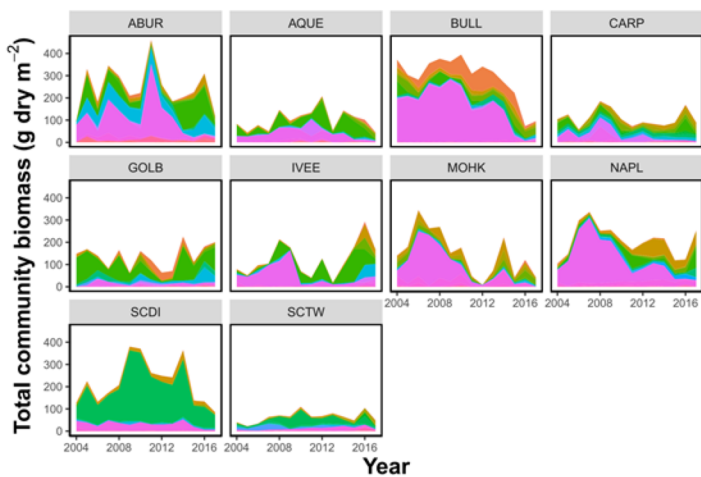 ABUR AQUE BULL CARP
400
300
200
100
0
GOLB IVEE MOHK NAPL
400
300
200
100
0
2004 2008 2012 2016 2004 2008 2012 2016
SCDI SCTW
400
300
200
100
0
2004 2008 2012 2016 2004 2008 2012 2016
Year
Total community biomass (g dry m⁻²)